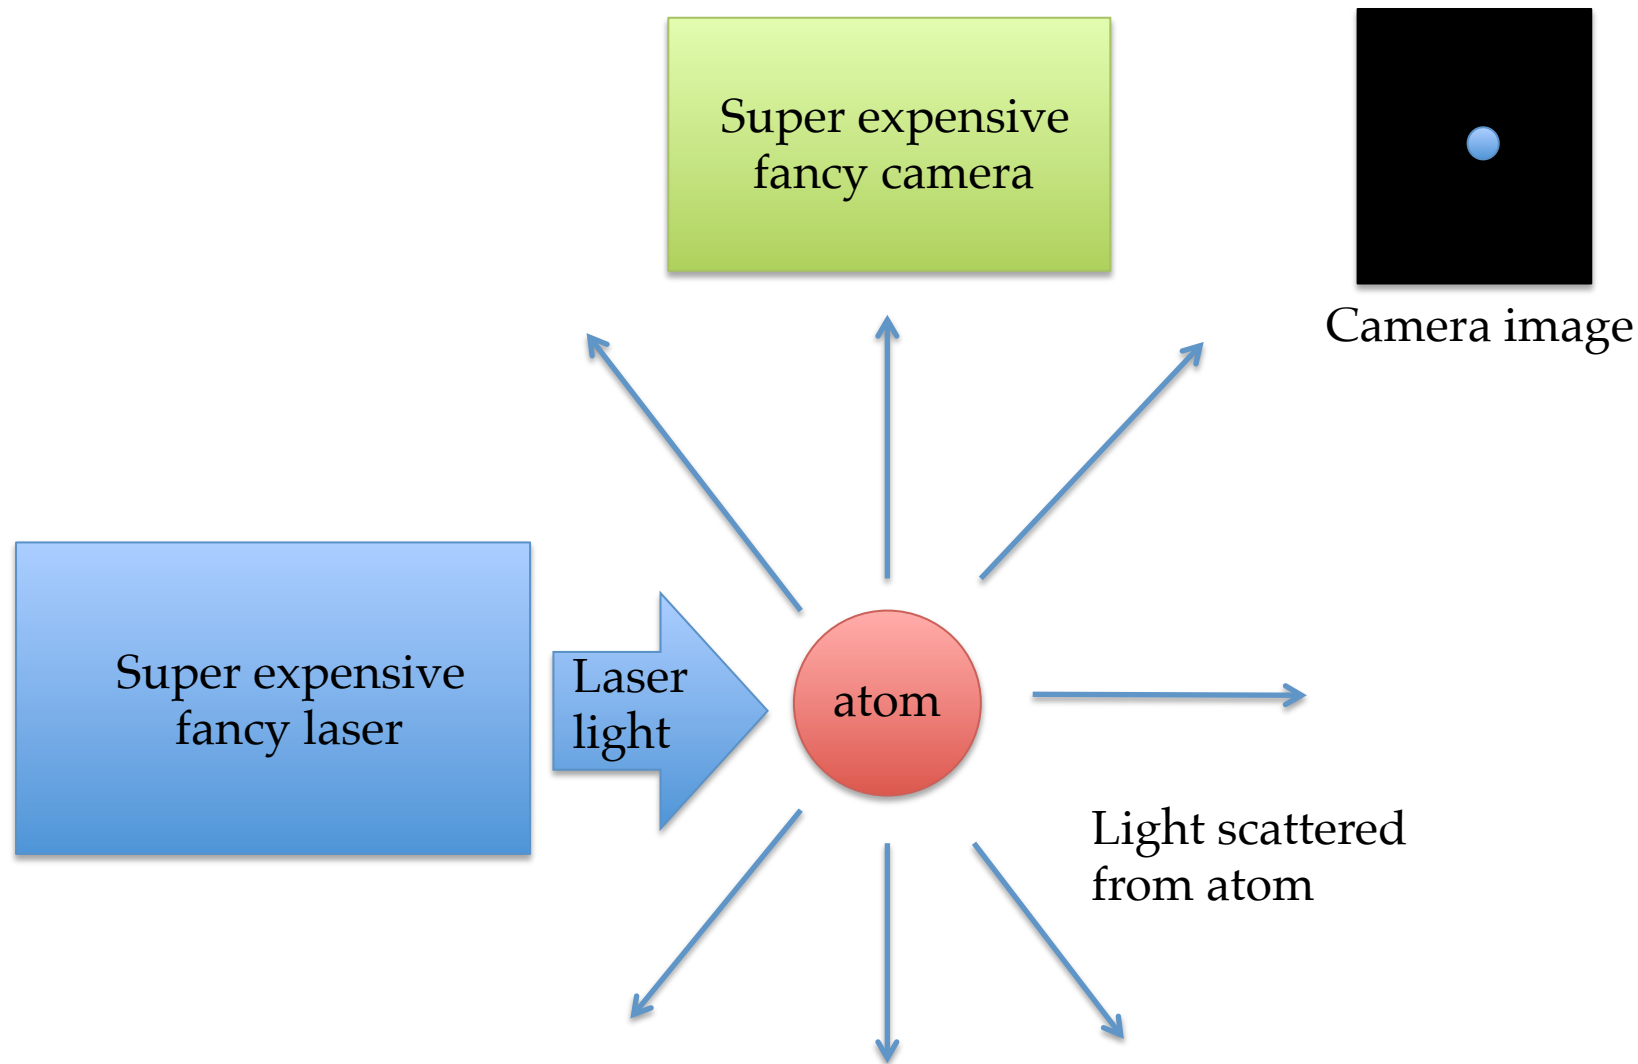 Super expensive
fancy camera
Camera image
Super expensive
fancy laser
Laser
light
atom
Light scattered
from atom